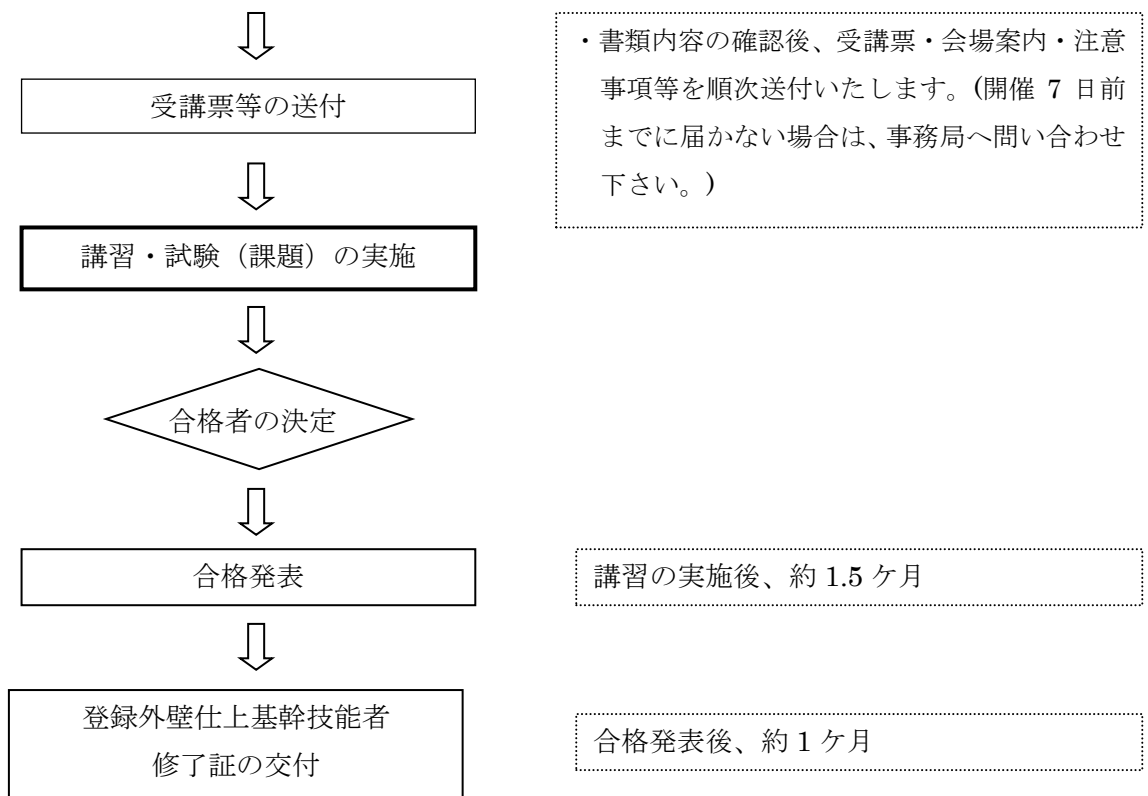 ・書類内容の確認後、受講票・会場案内・注意
事項等を順次送付いたします。(開催 7 日前
までに届かない場合は、事務局へ問い合わせ
下さい。)
受講票等の送付
講習・試験（課題）の実施
合格者の決定
合格発表
講習の実施後、約 1.5 ケ月
登録外壁仕上基幹技能者
修了証の交付
合格発表後、約 1 ケ月